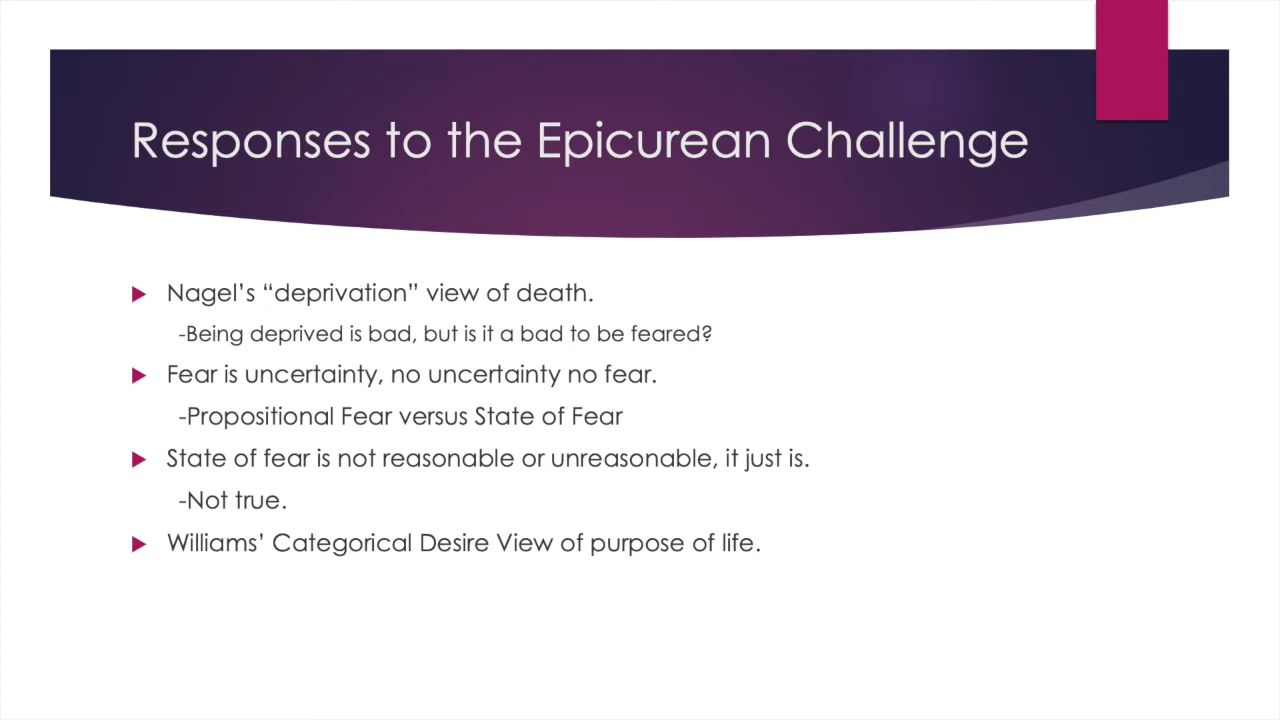 Responses to the Epicurean Challenge
Nagel’s “deprivation” view of death.
-Being deprived is bad, but is it a bad to be feared?
Fear is uncertainty, no uncertainty no fear.
-Propositional Fear versus State of Fear
State of fear is not reasonable or unreasonable, it just is.
-Not true.
Williams’ Categorical Desire View of purpose of life.